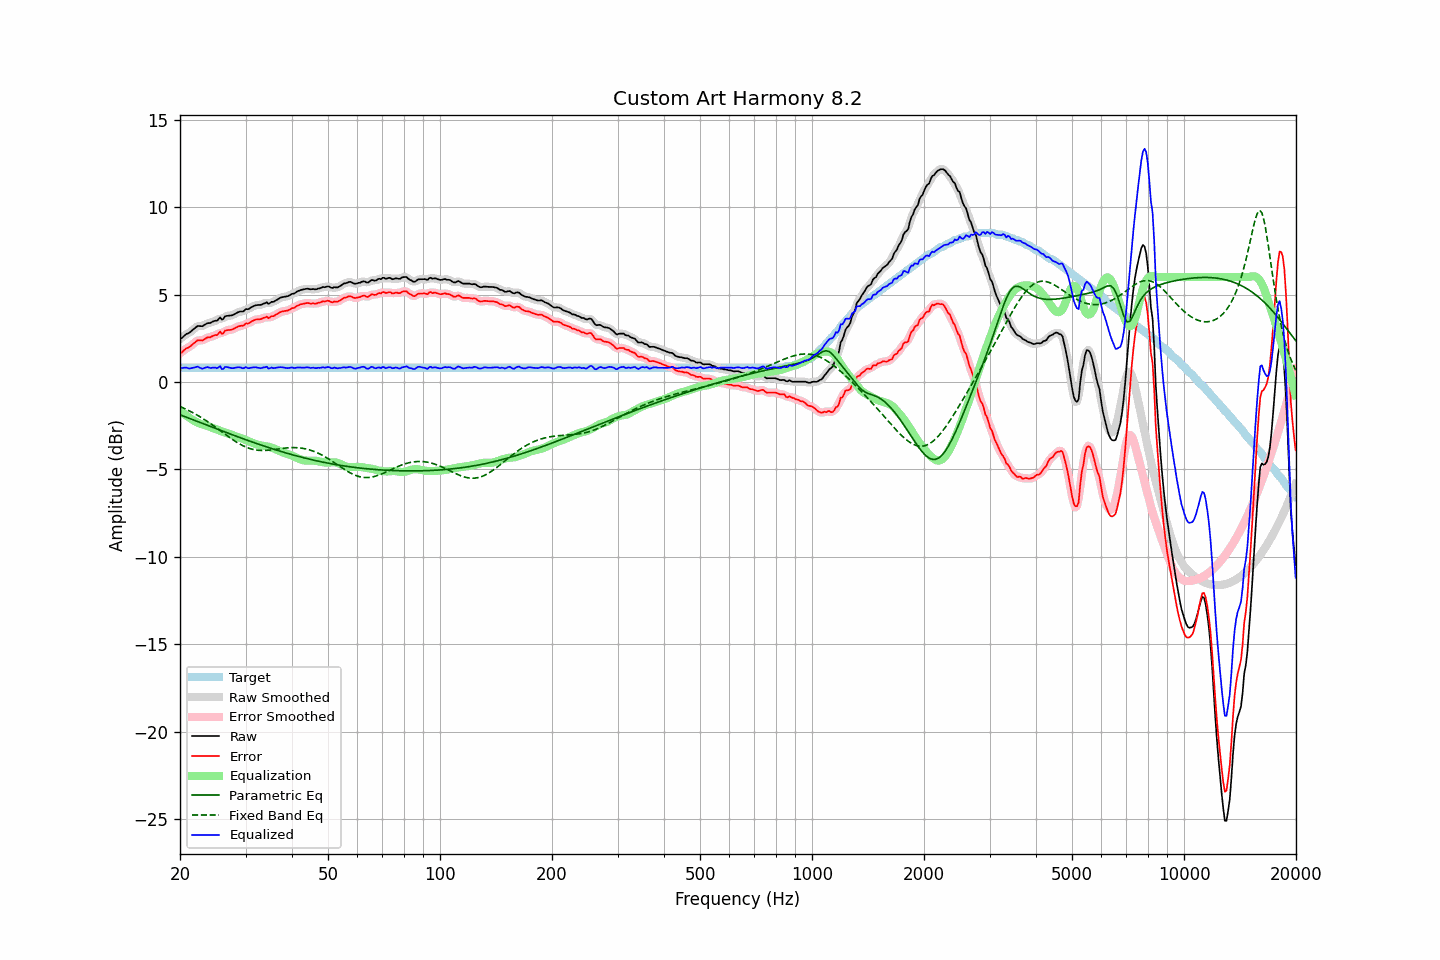 Custom Art Harmony 8.2
Amplitude (dBr)
15
10
5
0
−5
−10
−15
−20
−25
Target
Raw Smoothed
Error Smoothed
Raw
Error
Equalization
Parametric Eq
Fixed Band Eq
Equalized
20 50 100 200 500 1000 2000 5000 10000 20000
Frequency (Hz)